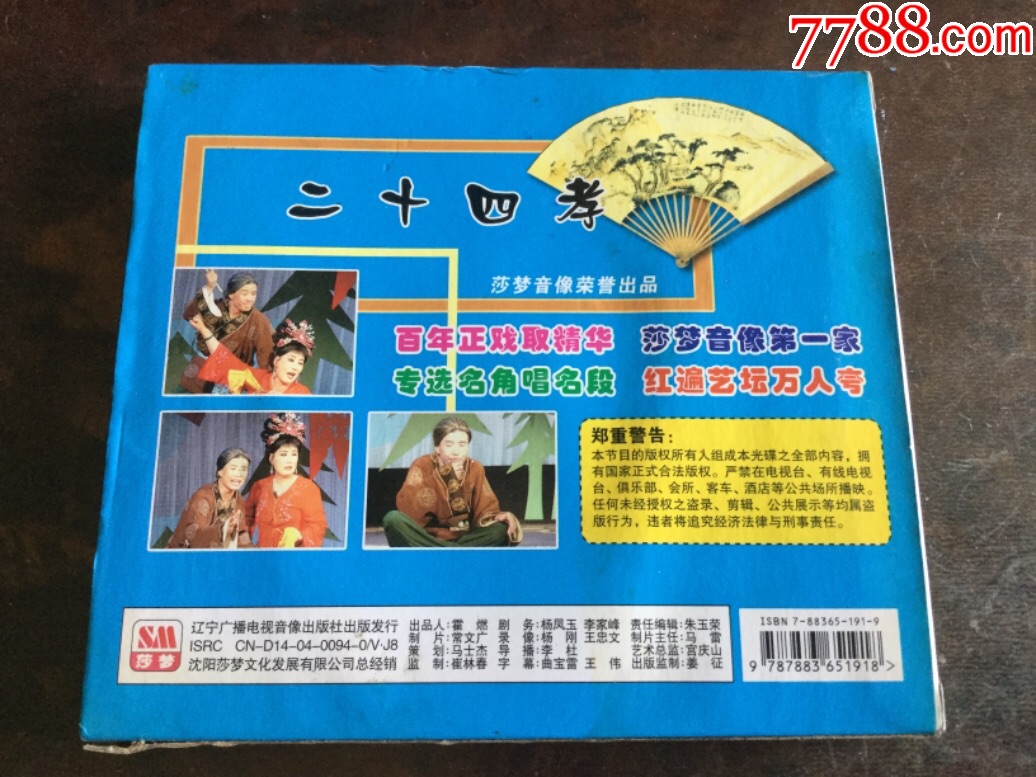 7788.com
二十四孝
莎梦音像荣誉出品
百年正戏取精华 莎梦音像第一家
专选名角唱名段 红遍艺坛万人夸
郑重警告：
本节目的版权所有人组成本光碟之全部内容，拥
有国家正式合法版权。严禁在电视台、有线电视
台、俱乐部、会所、客车、酒店等公共场所播映。
任何未经授权之盗录、剪辑、公共展示等均属盗
版行为，违者将追究经济法律与刑事责任。
SM
莎梦
辽宁广播电视音像出版社出版发行
ISRC CN-D14-04-0094-0/V·J8
沈阳莎梦文化发展有限公司总经销
出品人：霍 燃 剧 务：杨凤玉 李家峰 责任编辑：朱玉荣
制 片：常文广 录 像：杨 刚 王忠文 制片主任：马 雷
策 划：马士杰 导 播：李 杜 艺术总监：宫庆山
监 制：崔林春 字 幕：曲宝雷 王 伟 出版监制：姜 征
ISBN 7-88365-191-9
9 787883 651918 >